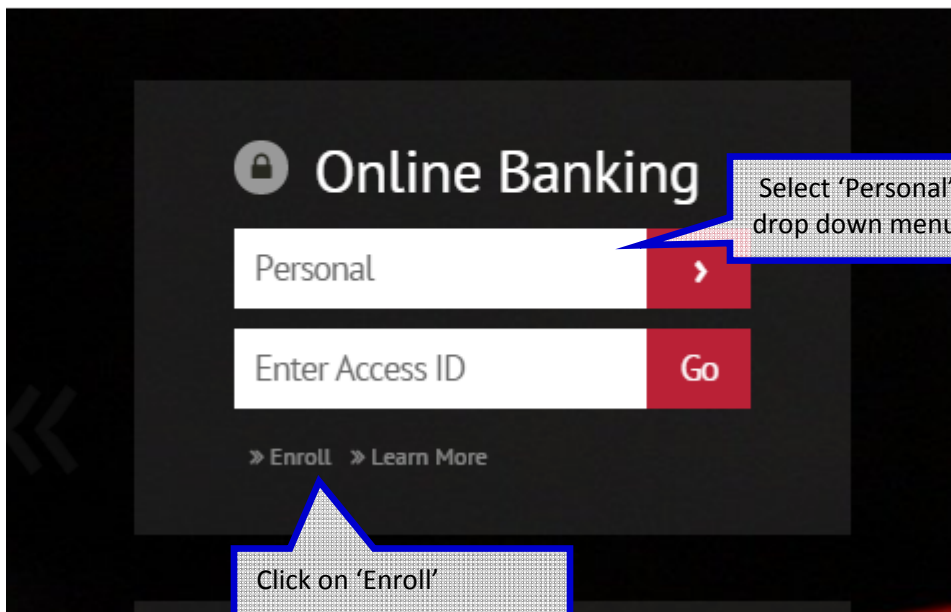 Online Banking
Select ‘Personal’
drop down menu
Personal
Enter Access ID
Go
» Enroll » Learn More
Click on ‘Enroll’